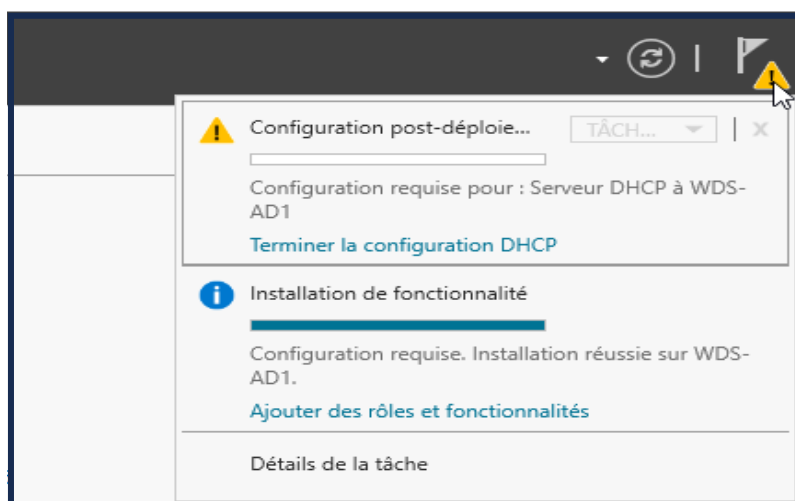 Configuration post-déploie...
TÂCH...
Configuration requise pour : Serveur DHCP à WDS-
AD1
Terminer la configuration DHCP
Installation de fonctionnalité
Configuration requise. Installation réussie sur WDS-
AD1.
Ajouter des rôles et fonctionnalités
Détails de la tâche